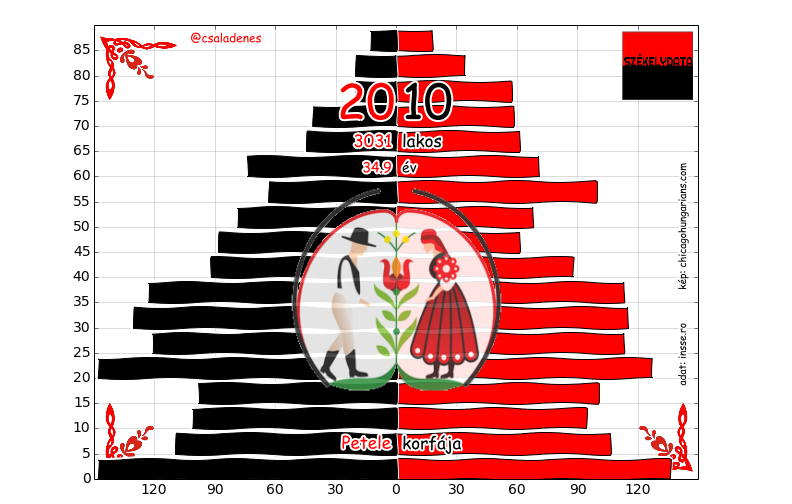 @csaladenes
SZÉKELYDATA
2010
3031 lakos
34.9 év
kép: chicagohungarians.com
adat: insse.ro
Petele korfája
85
80
75
70
65
60
55
50
45
40
35
30
25
20
15
10
5
0
120 90 60 30 0 30 60 90 120